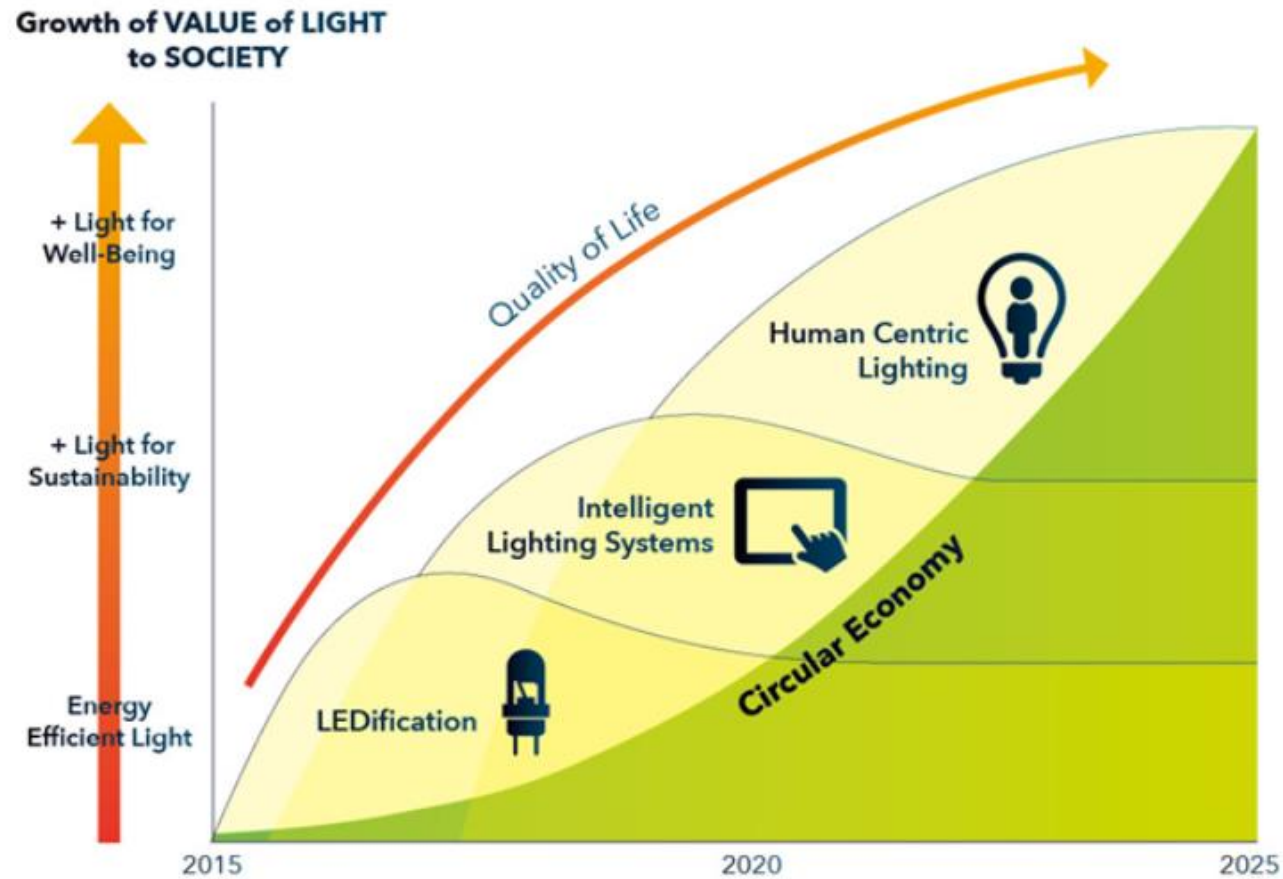 Growth of VALUE of LIGHT
to SOCIETY
+ Light for
Well-Being
+ Light for
Sustainability
Energy
Efficient Light
Quality of Life
Human Centric
Lighting
Intelligent
Lighting Systems
LEDification
Circular Economy
2015
2020
2025